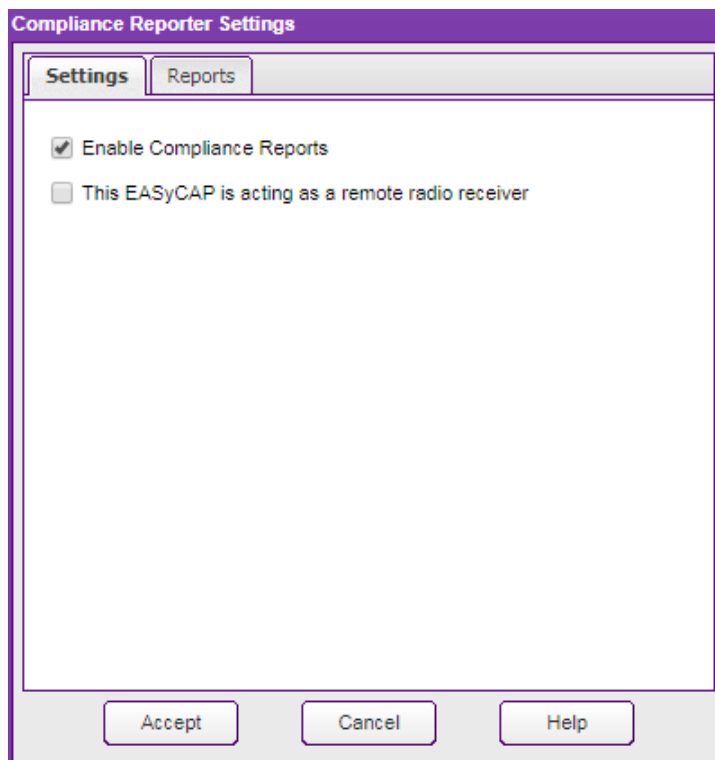 Compliance Reporter Settings
Settings Reports
Enable Compliance Reports
This EASyCAP is acting as a remote radio receiver
Accept Cancel Help